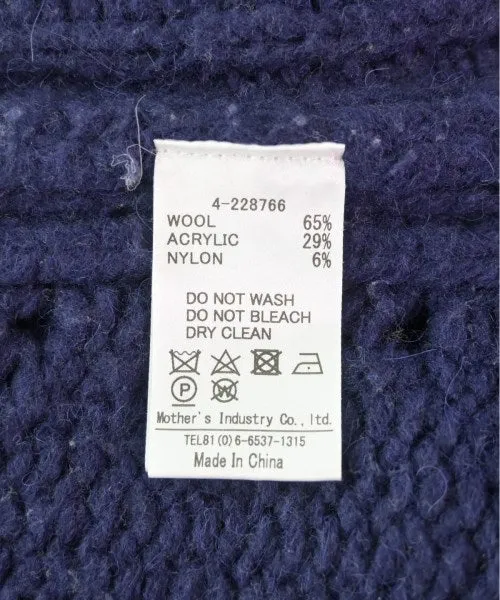 4-228766
WOOL 65%
ACRYLIC 29%
NYLON 6%
DO NOT WASH
DO NOT BLEACH
DRY CLEAN
P W
Mother's Industry Co., ltd.
TEL81(0)6-6537-1315
Made In China